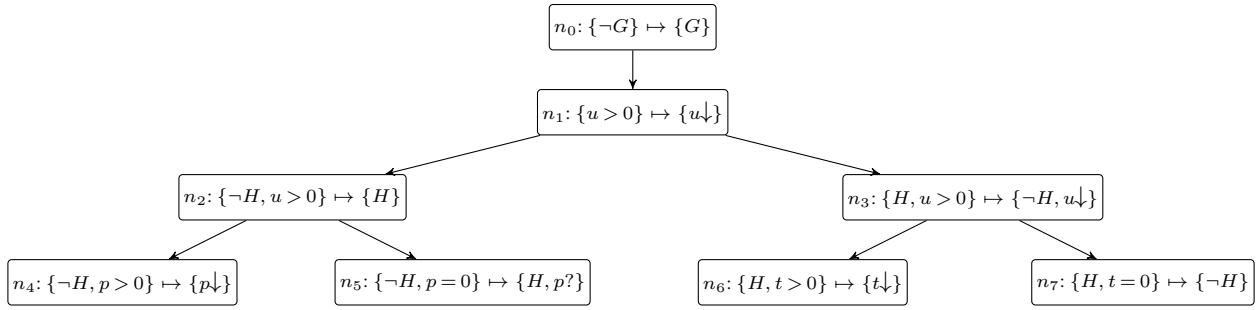 n₀: {¬G} ↦ {G}
n₁: {u > 0} ↦ {u↓}
n₂: {¬H, u > 0} ↦ {H}
n₃: {H, u > 0} ↦ {¬H, u↓}
n₄: {¬H, p > 0} ↦ {p↓}
n₅: {¬H, p = 0} ↦ {H, p?}
n₆: {H, t > 0} ↦ {t↓}
n₇: {H, t = 0} ↦ {¬H}